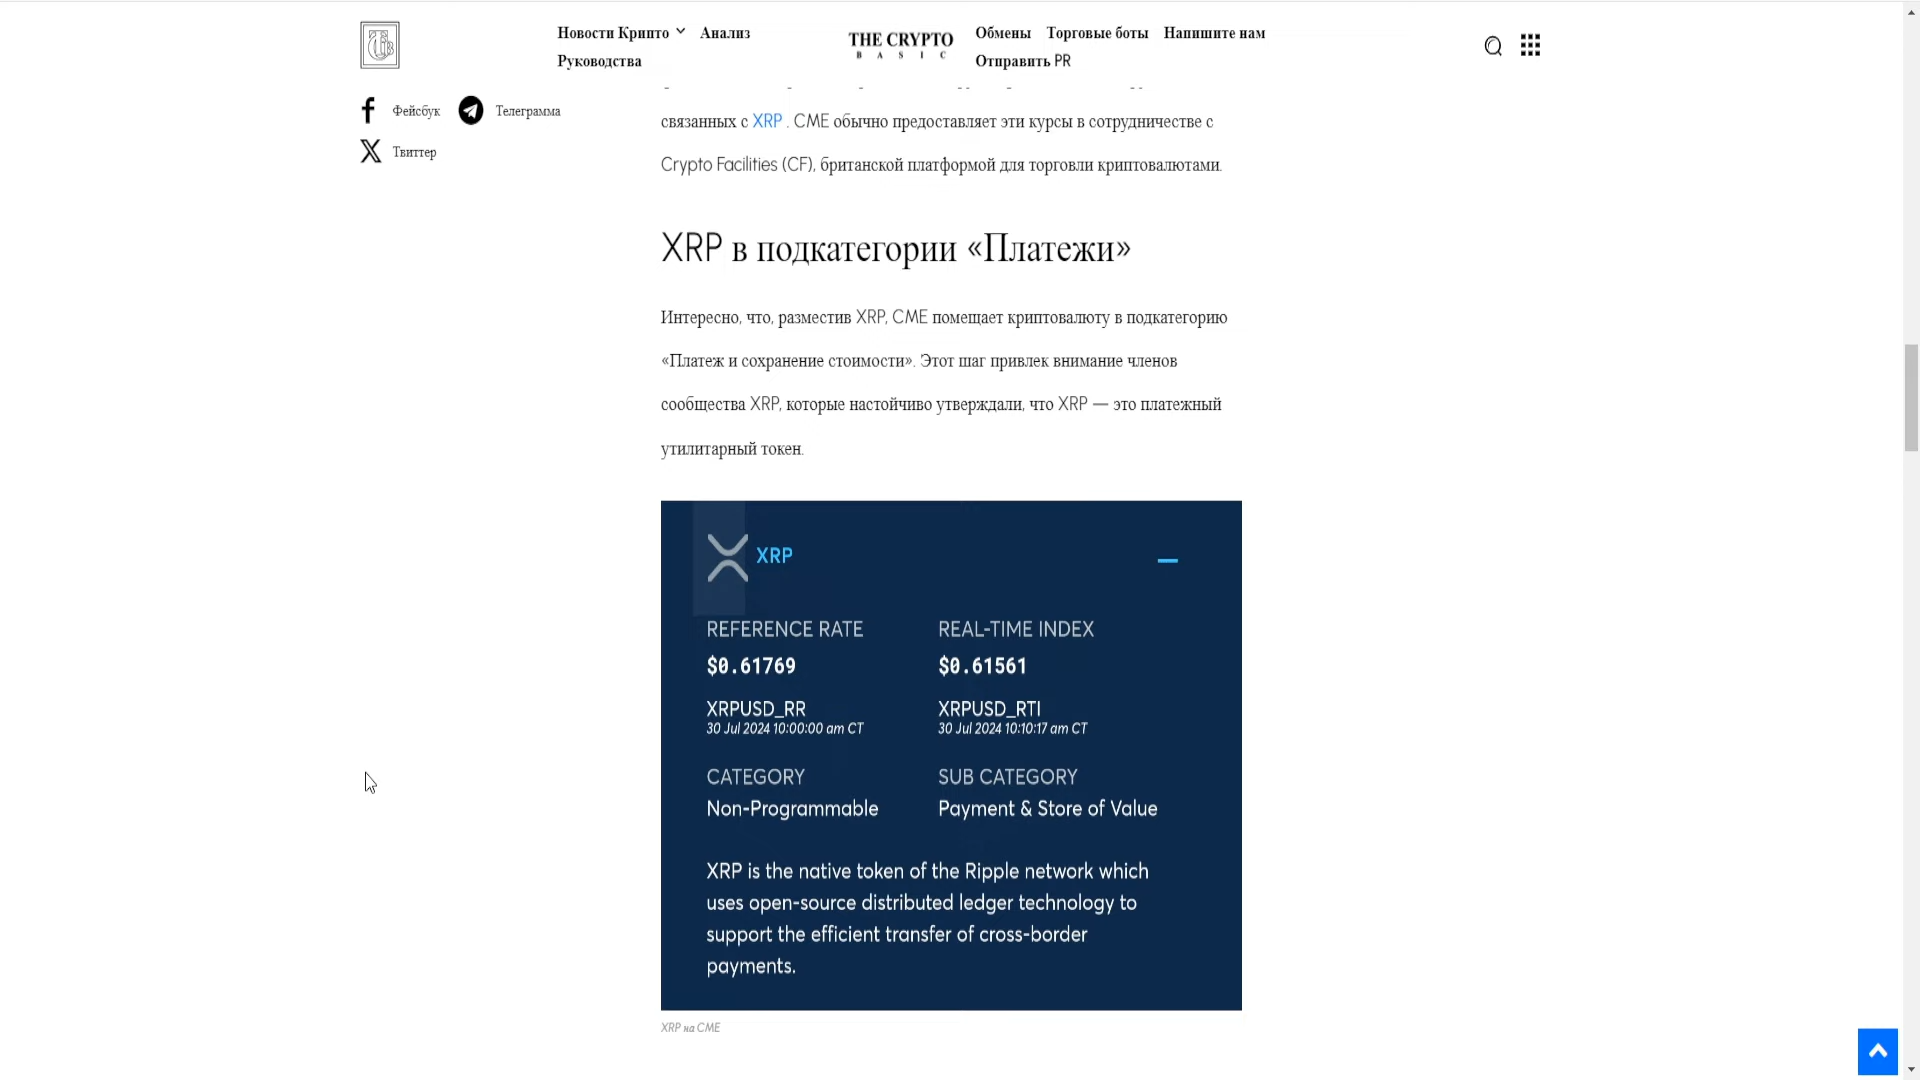 Новости Крипто
Анализ
Руководства
THE CRYPTO
BASIC
Обмены
Торговые боты
Напишите нам
Отправить PR
Фейсбук
Телеграмма
Твиттер
связанных с XRP . CME обычно предоставляет эти курсы в сотрудничестве с
Crypto Facilities (CF), британской платформой для торговли криптовалютами.
XRP в подкатегории «Платежи»
Интересно, что, разместив XRP, CME помещает криптовалюту в подкатегорию
«Платеж и сохранение стоимости». Этот шаг привлек внимание членов
сообщества XRP, которые настойчиво утверждали, что XRP — это платежный
утилитарный токен.
XRP
REFERENCE RATE
$0.61769
XRPUSD_RR
30 Jul 2024 10:00:00 am CT
REAL-TIME INDEX
$0.61561
XRPUSD_RTI
30 Jul 2024 10:10:17 am CT
CATEGORY
Non-Programmable
SUB CATEGORY
Payment & Store of Value
XRP is the native token of the Ripple network which
uses open-source distributed ledger technology to
support the efficient transfer of cross-border
payments.
XRP на CME